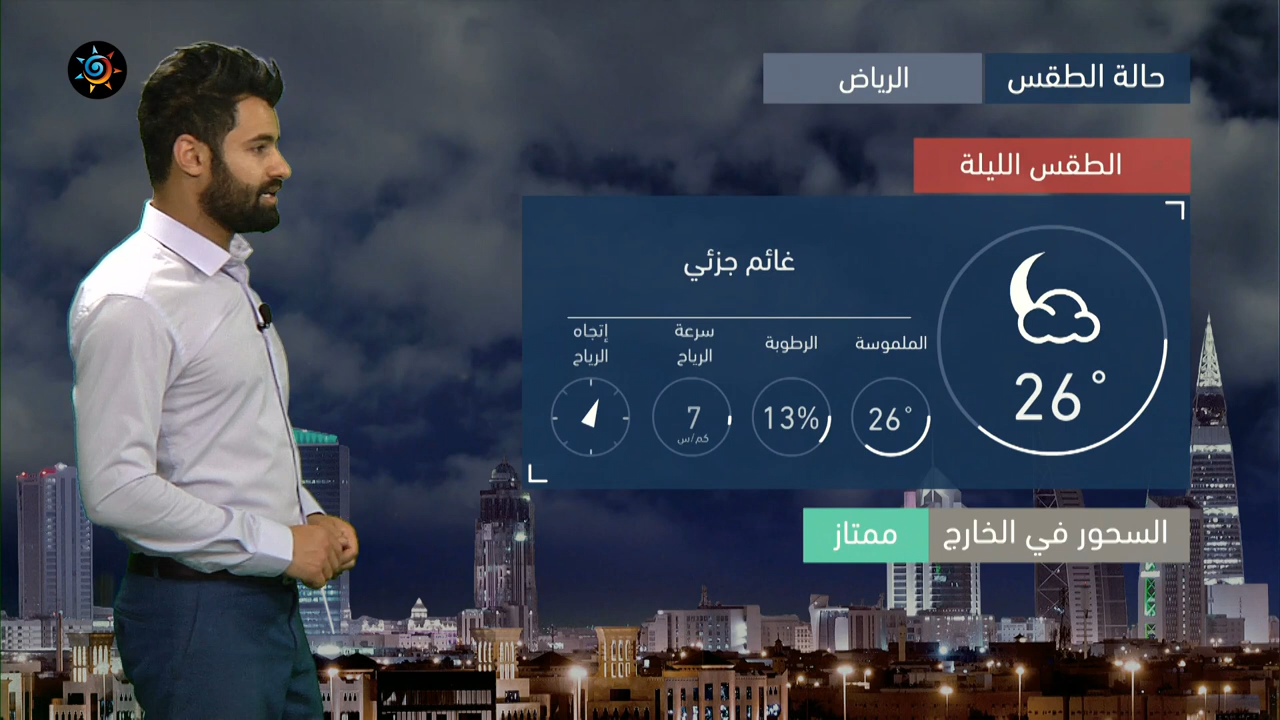 حالة الطقس
الرياض
الطقس الليلة
غائم جزئي
الملموسة
الرطوبة
سرعة
الرياح
إتجاه
الرياح
26°
26°
13%
7
كم/س
السحور في الخارج
ممتاز